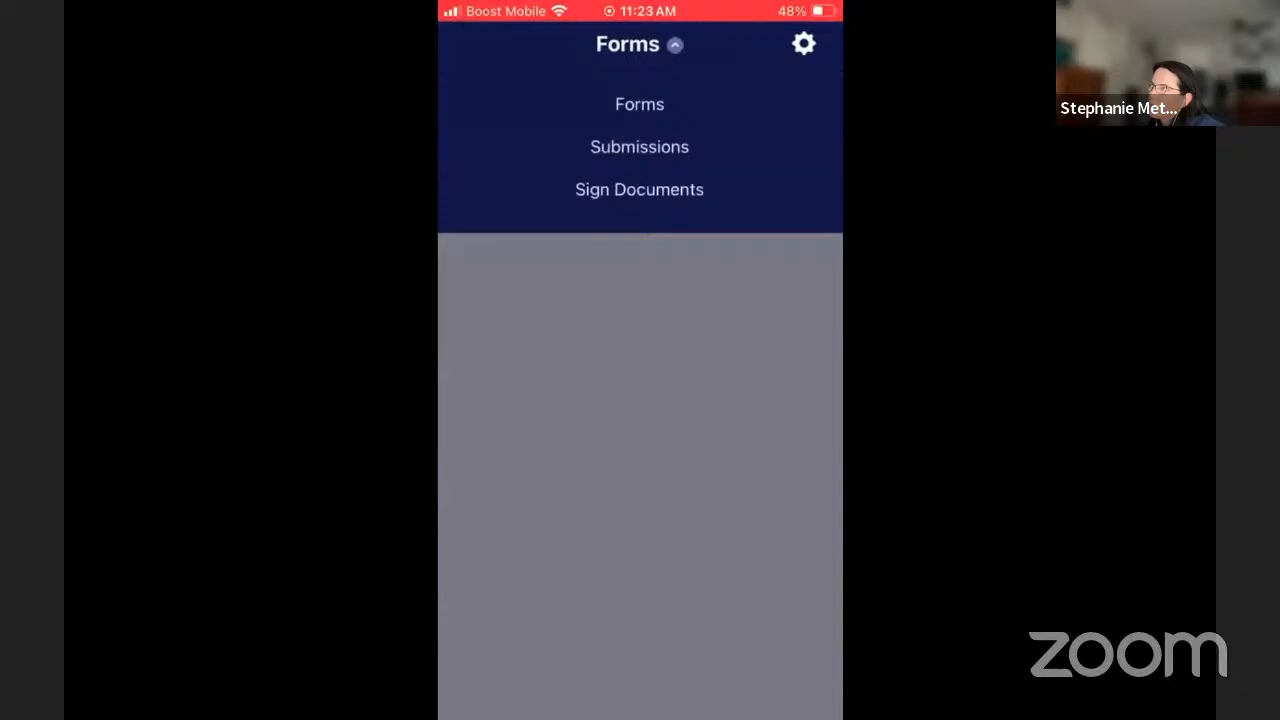 Boost Mobile 11:23 AM 48%
Forms
Forms
Submissions
Sign Documents
Stephanie Met...
zoom